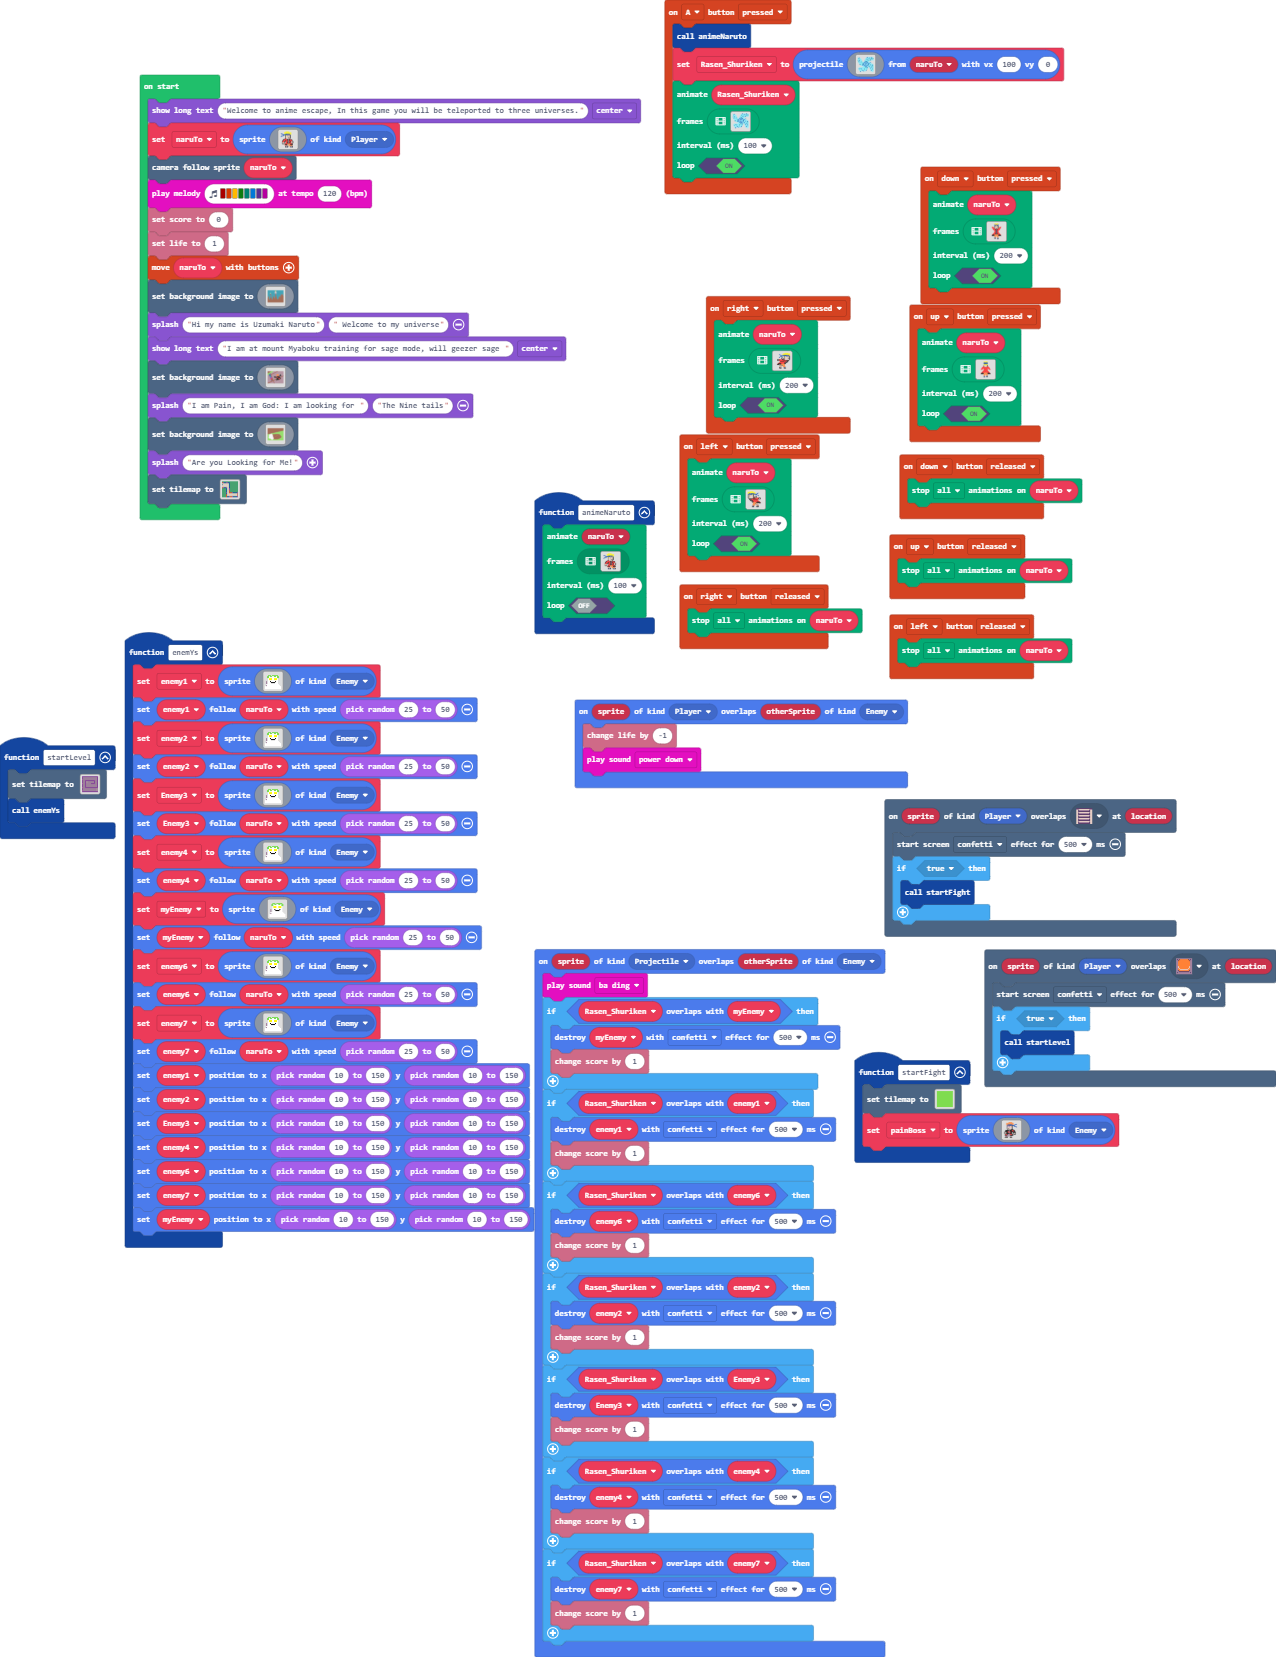 on start
show long text "Welcome to anime escape, In this game you will be teleported to three universes." center
set naruTo to sprite of kind Player
camera follow sprite naruTo
play melody at tempo 120 (bpm)
set score to 0
set life to 1
move naruTo with buttons
set background image to
splash "Hi my name is Uzumaki Naruto" " Welcome to my universe"
show long text "I am at mount Myaboku training for sage mode, will geezer sage " center
set background image to
splash "I am Pain, I am God: I am looking for " "The Nine tails"
set background image to
splash "Are you Looking for Me!"
set tilemap to
on A button pressed
call animeNaruto
set Rasen_Shuriken to projectile from naruTo with vx 100 vy 0
animate Rasen_Shuriken
frames
interval (ms) 100
loop ON
on down button pressed
animate naruTo
frames
interval (ms) 200
loop ON
on right button pressed
animate naruTo
frames
interval (ms) 200
loop ON
on up button pressed
animate naruTo
frames
interval (ms) 200
loop ON
on left button pressed
animate naruTo
frames
interval (ms) 200
loop ON
on down button released
stop all animations on naruTo
on up button released
stop all animations on naruTo
on right button released
stop all animations on naruTo
on left button released
stop all animations on naruTo
function animeNaruto
animate naruTo
frames
interval (ms) 100
loop OFF
function enemYs
set enemy1 to sprite of kind Enemy
set enemy1 follow naruTo with speed pick random 25 to 50
set enemy2 to sprite of kind Enemy
set enemy2 follow naruTo with speed pick random 25 to 50
set Enemy3 to sprite of kind Enemy
set Enemy3 follow naruTo with speed pick random 25 to 50
set enemy4 to sprite of kind Enemy
set enemy4 follow naruTo with speed pick random 25 to 50
set myEnemy to sprite of kind Enemy
set myEnemy follow naruTo with speed pick random 25 to 50
set enemy6 to sprite of kind Enemy
set enemy6 follow naruTo with speed pick random 25 to 50
set enemy7 to sprite of kind Enemy
set enemy7 follow naruTo with speed pick random 25 to 50
set enemy1 position to x pick random 10 to 150 y pick random 10 to 150
set enemy2 position to x pick random 10 to 150 y pick random 10 to 150
set Enemy3 position to x pick random 10 to 150 y pick random 10 to 150
set enemy4 position to x pick random 10 to 150 y pick random 10 to 150
set enemy6 position to x pick random 10 to 150 y pick random 10 to 150
set enemy7 position to x pick random 10 to 150 y pick random 10 to 150
set myEnemy position to x pick random 10 to 150 y pick random 10 to 150
function startLevel
set tilemap to
call enemYs
on sprite of kind Player overlaps otherSprite of kind Enemy
change life by -1
play sound power down
on sprite of kind Player overlaps at location
start screen confetti effect for 500 ms
if true then
call startFight
on sprite of kind Projectile overlaps otherSprite of kind Enemy
play sound ba ding
if Rasen_Shuriken overlaps with myEnemy then
destroy myEnemy with confetti effect for 500 ms
change score by 1
if Rasen_Shuriken overlaps with enemy1 then
destroy enemy1 with confetti effect for 500 ms
change score by 1
if Rasen_Shuriken overlaps with enemy6 then
destroy enemy6 with confetti effect for 500 ms
change score by 1
if Rasen_Shuriken overlaps with enemy2 then
destroy enemy2 with confetti effect for 500 ms
change score by 1
if Rasen_Shuriken overlaps with Enemy3 then
destroy Enemy3 with confetti effect for 500 ms
change score by 1
if Rasen_Shuriken overlaps with enemy4 then
destroy enemy4 with confetti effect for 500 ms
change score by 1
if Rasen_Shuriken overlaps with enemy7 then
destroy enemy7 with confetti effect for 500 ms
change score by 1
on sprite of kind Player overlaps at location
start screen confetti effect for 500 ms
if true then
call startLevel
function startFight
set tilemap to
set painBoss to sprite of kind Enemy